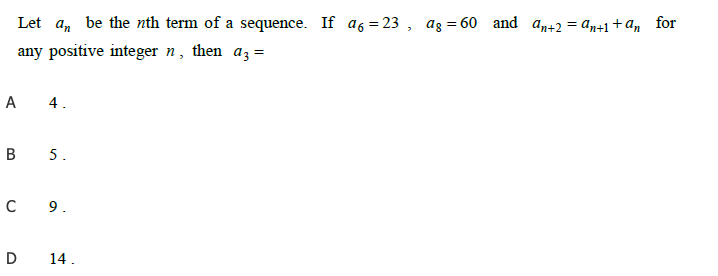 Let aₙ be the nth term of a sequence. If a₆ = 23 , a₈ = 60 and aₙ₊₂ = aₙ₊₁ + aₙ for
any positive integer n , then a₃ =
A 4 .
B 5 .
C 9 .
D 14 .